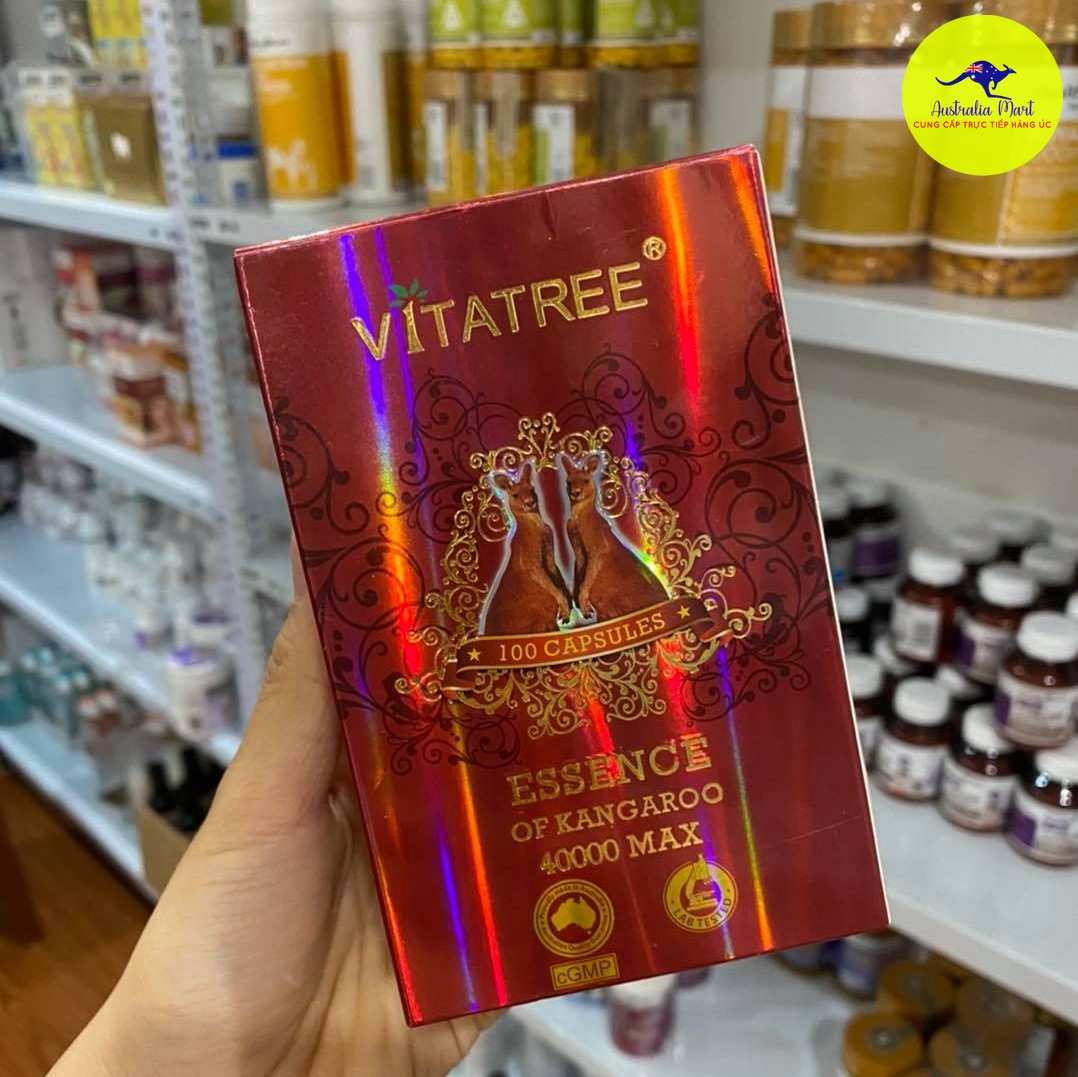 Australia Mart
CUNG CẤP TRỰC TIẾP HÀNG ÚC
VITATREE®
★ 100 CAPSULES ★
ESSENCE
OF KANGAROO
40000 MAX
LAB TESTED
cGMP